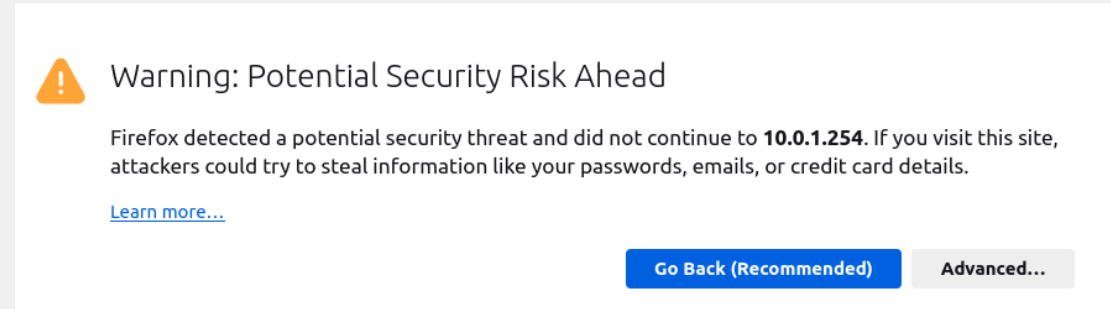 Warning: Potential Security Risk Ahead
Firefox detected a potential security threat and did not continue to 10.0.1.254. If you visit this site,
attackers could try to steal information like your passwords, emails, or credit card details.
Learn more…
Go Back (Recommended)
Advanced…